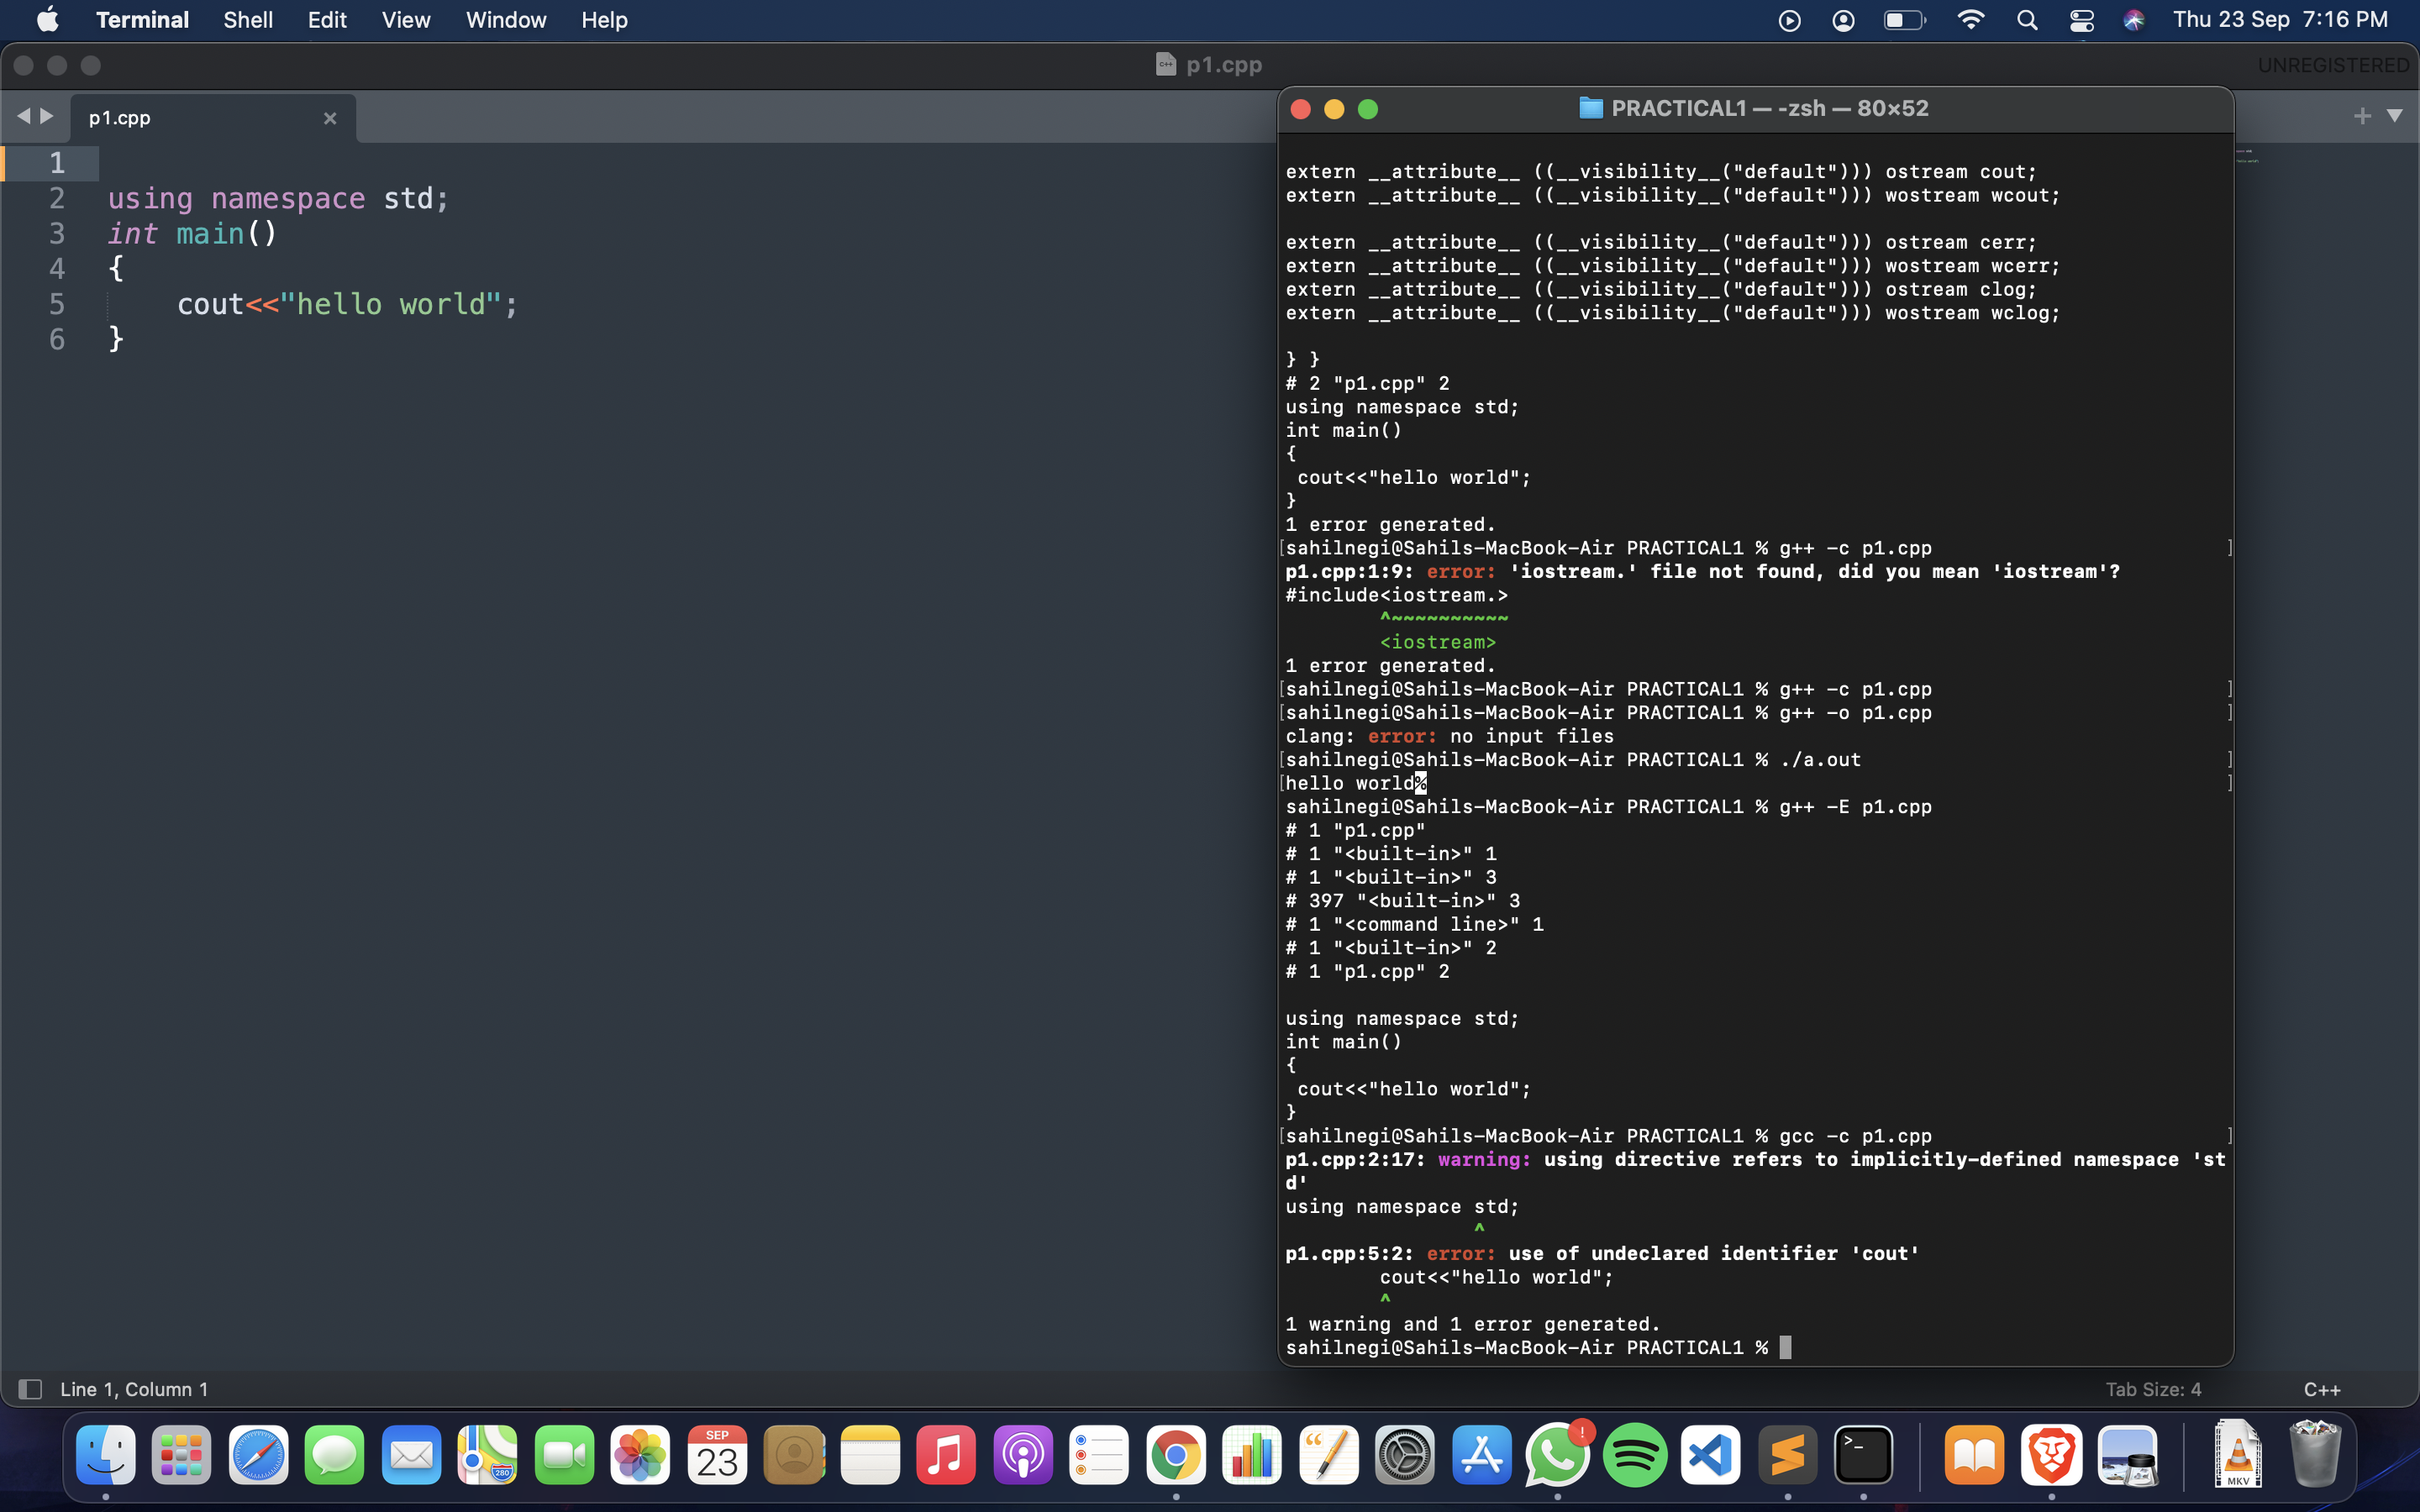 Terminal Shell Edit View Window Help Thu 23 Sep 7:16 PM
p1.cpp UNREGISTERED
p1.cpp ×
PRACTICAL1 — -zsh — 80×52
1
2 using namespace std;
3 int main()
4 {
5 cout<<"hello world";
6 }
extern __attribute__ ((__visibility__("default"))) ostream cout;
extern __attribute__ ((__visibility__("default"))) wostream wcout;
extern __attribute__ ((__visibility__("default"))) ostream cerr;
extern __attribute__ ((__visibility__("default"))) wostream wcerr;
extern __attribute__ ((__visibility__("default"))) ostream clog;
extern __attribute__ ((__visibility__("default"))) wostream wclog;
} }
# 2 "p1.cpp" 2
using namespace std;
int main()
{
cout<<"hello world";
}
1 error generated.
[sahilnegi@Sahils-MacBook-Air PRACTICAL1 % g++ -c p1.cpp ]
p1.cpp:1:9: error: 'iostream.' file not found, did you mean 'iostream'?
#include<iostream.>
^~~~~~~~~~~
<iostream>
1 error generated.
[sahilnegi@Sahils-MacBook-Air PRACTICAL1 % g++ -c p1.cpp ]
[sahilnegi@Sahils-MacBook-Air PRACTICAL1 % g++ -o p1.cpp ]
clang: error: no input files
[sahilnegi@Sahils-MacBook-Air PRACTICAL1 % ./a.out ]
[hello world% ]
sahilnegi@Sahils-MacBook-Air PRACTICAL1 % g++ -E p1.cpp
# 1 "p1.cpp"
# 1 "<built-in>" 1
# 1 "<built-in>" 3
# 397 "<built-in>" 3
# 1 "<command line>" 1
# 1 "<built-in>" 2
# 1 "p1.cpp" 2
using namespace std;
int main()
{
cout<<"hello world";
}
[sahilnegi@Sahils-MacBook-Air PRACTICAL1 % gcc -c p1.cpp ]
p1.cpp:2:17: warning: using directive refers to implicitly-defined namespace 'st
d'
using namespace std;
^
p1.cpp:5:2: error: use of undeclared identifier 'cout'
cout<<"hello world";
^
1 warning and 1 error generated.
sahilnegi@Sahils-MacBook-Air PRACTICAL1 %
Line 1, Column 1 Tab Size: 4 C++
SEP
23
280
MKV